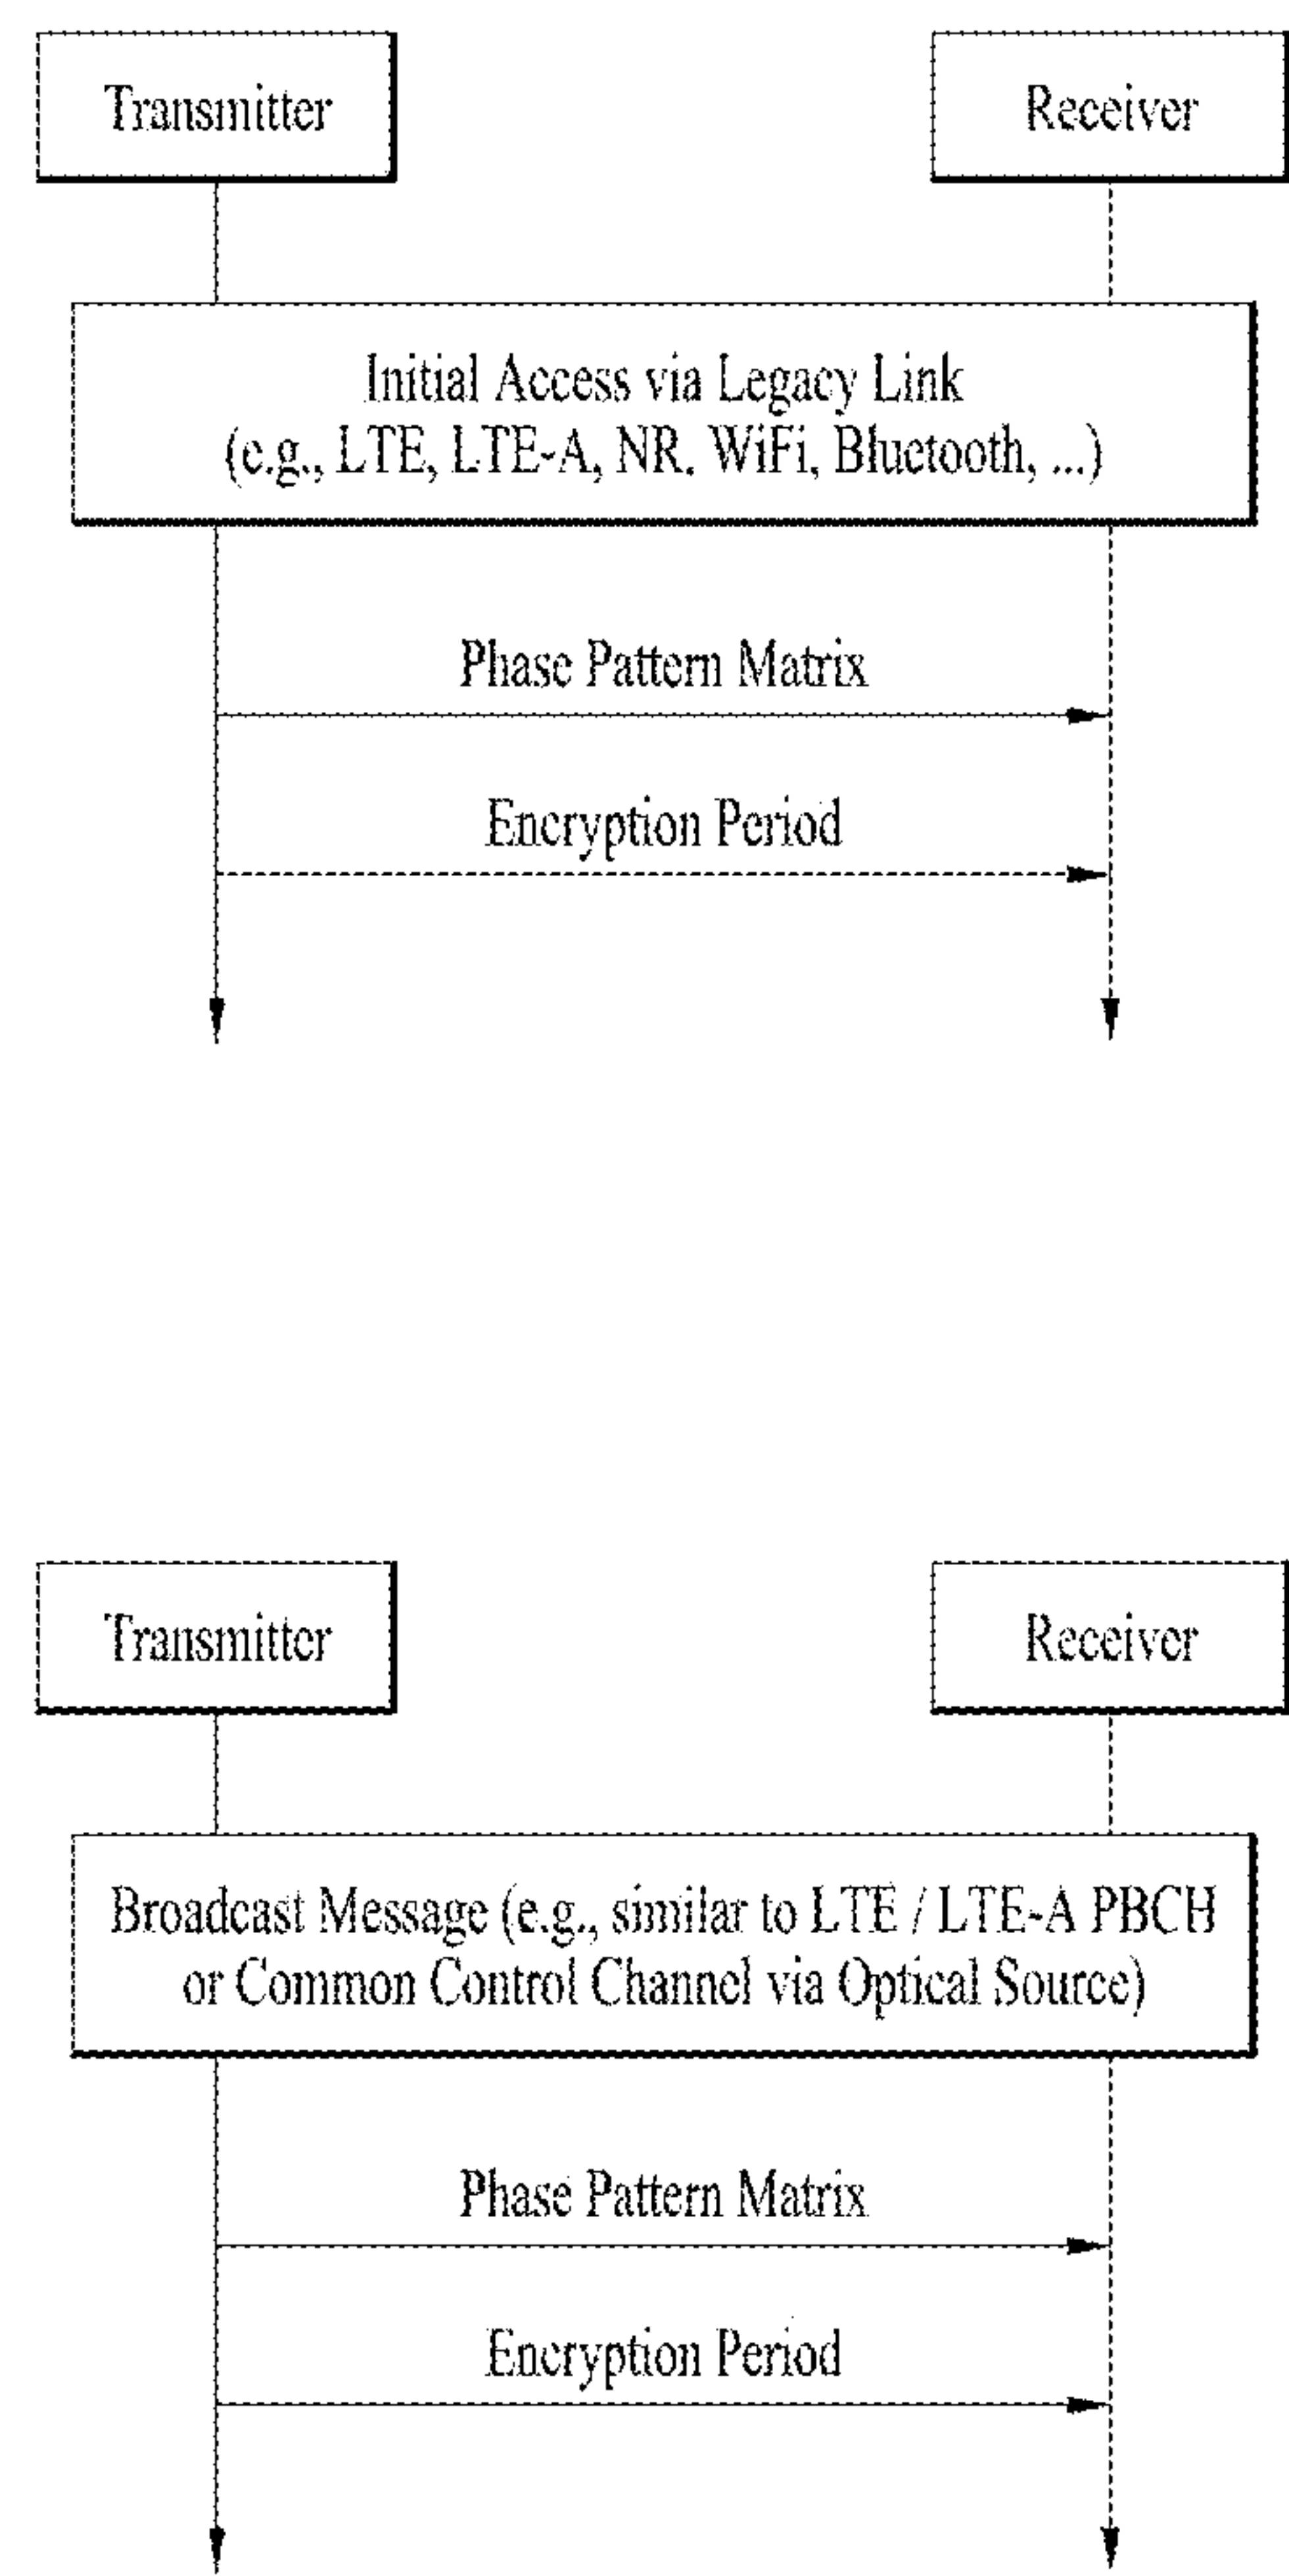 Transmitter
Receiver
Initial Access via Legacy Link
(e.g., LTE, LTE-A, NR, WiFi, Bluetooth, ...)
Phase Pattern Matrix
Encryption Period
Transmitter
Receiver
Broadcast Message (e.g., similar to LTE / LTE-A PBCH
or Common Control Channel via Optical Source)
Phase Pattern Matrix
Encryption Period